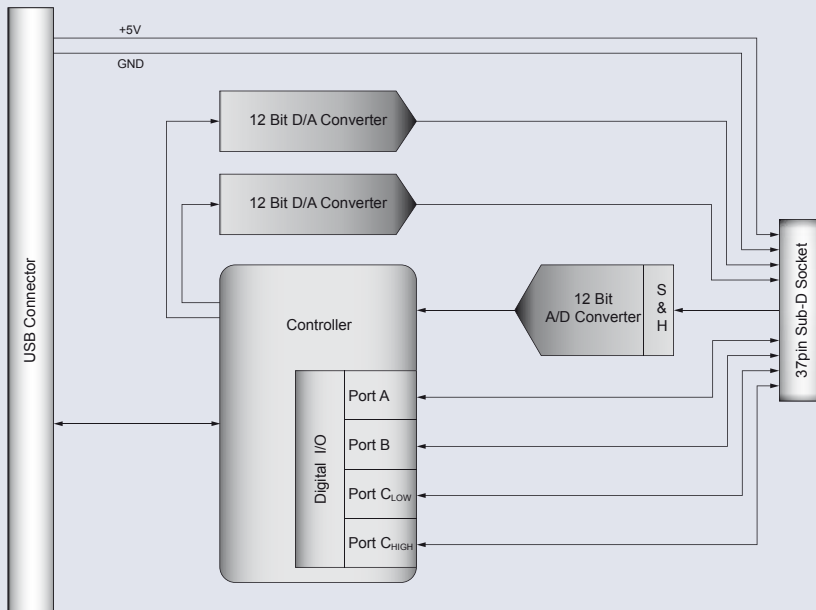 +5V
GND
12 Bit D/A Converter
12 Bit D/A Converter
USB Connector
Controller
12 Bit
A/D Converter
S
&
H
37pin Sub-D Socket
Digital I/O
Port A
Port B
Port CLOW
Port CHIGH